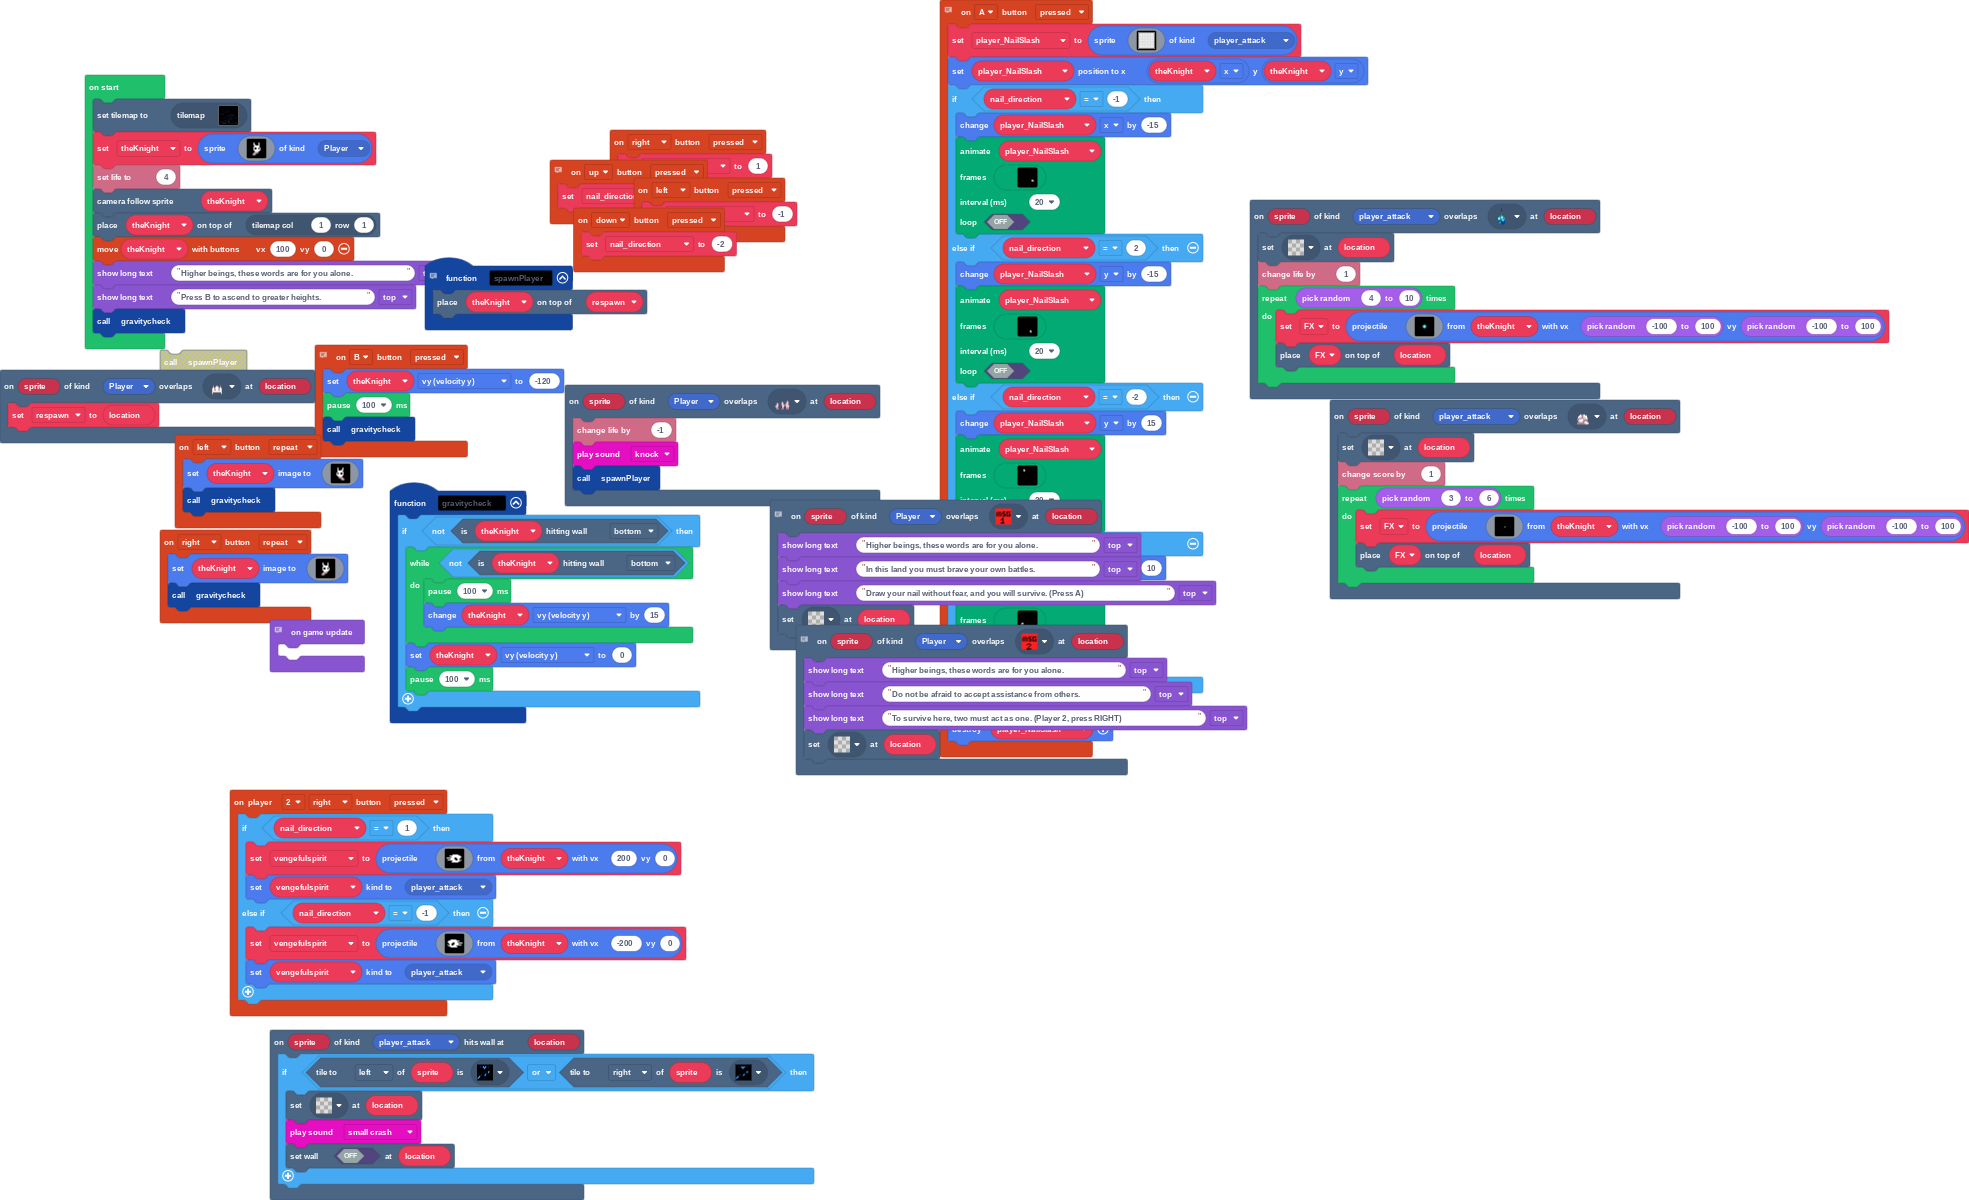 on start
set tilemap to tilemap
set theKnight to sprite of kind Player
set life to 4
camera follow sprite theKnight
place theKnight on top of tilemap col 1 row 1
move theKnight with buttons vx 100 vy 0
show long text "Higher beings, these words are for you alone. "
show long text "Press B to ascend to greater heights. " top
call gravitycheck
call spawnPlayer
on sprite of kind Player overlaps at location
set respawn to location
on B button pressed
set theKnight vy (velocity y) to -120
pause 100 ms
call gravitycheck
on left button repeat
set theKnight image to
call gravitycheck
on right button repeat
set theKnight image to
call gravitycheck
on game update
function spawnPlayer
place theKnight on top of respawn
on right button pressed
to 1
on up button pressed
set nail_directio
on left button pressed
to -1
on down button pressed
set nail_direction to -2
on sprite of kind Player overlaps at location
change life by -1
play sound knock
call spawnPlayer
function gravitycheck
if not is theKnight hitting wall bottom then
while not is theKnight hitting wall bottom
do pause 100 ms
change theKnight vy (velocity y) by 15
set theKnight vy (velocity y) to 0
pause 100 ms
on A button pressed
set player_NailSlash to sprite of kind player_attack
set player_NailSlash position to x theKnight x y theKnight y
if nail_direction = -1 then
change player_NailSlash x by -15
animate player_NailSlash
frames
interval (ms) 20
loop OFF
else if nail_direction = 2 then
change player_NailSlash y by -15
animate player_NailSlash
frames
interval (ms) 20
loop OFF
else if nail_direction = -2 then
change player_NailSlash y by 15
animate player_NailSlash
frames
10
frames
destroy player_NailSlash
on sprite of kind Player overlaps MSG 1 at location
show long text "Higher beings, these words are for you alone. " top
show long text "In this land you must brave your own battles. " top
show long text "Draw your nail without fear, and you will survive. (Press A) " top
set at location
on sprite of kind Player overlaps MSG 2 at location
show long text "Higher beings, these words are for you alone. " top
show long text "Do not be afraid to accept assistance from others. " top
show long text "To survive here, two must act as one. (Player 2, press RIGHT) " top
set at location
on sprite of kind player_attack overlaps at location
set at location
change life by 1
repeat pick random 4 to 10 times
do set FX to projectile from theKnight with vx pick random -100 to 100 vy pick random -100 to 100
place FX on top of location
on sprite of kind player_attack overlaps at location
set at location
change score by 1
repeat pick random 3 to 6 times
do set FX to projectile from theKnight with vx pick random -100 to 100 vy pick random -100 to 100
place FX on top of location
on player 2 right button pressed
if nail_direction = 1 then
set vengefulspirit to projectile from theKnight with vx 200 vy 0
set vengefulspirit kind to player_attack
else if nail_direction = -1 then
set vengefulspirit to projectile from theKnight with vx -200 vy 0
set vengefulspirit kind to player_attack
on sprite of kind player_attack hits wall at location
if tile to left of sprite is or tile to right of sprite is then
set at location
play sound small crash
set wall OFF at location